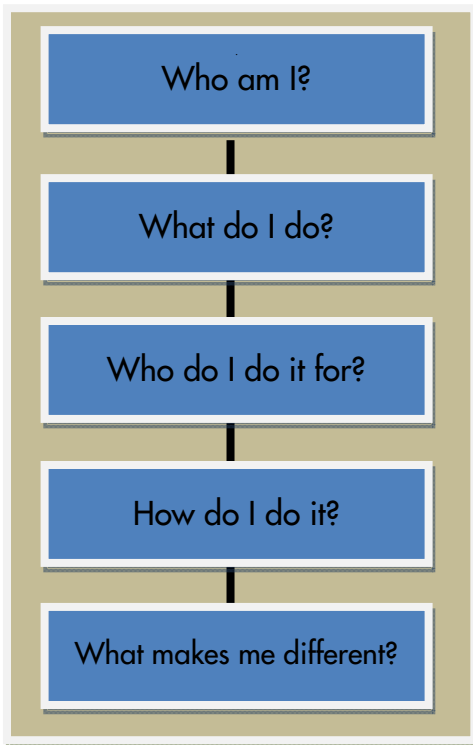 Who am I?
What do I do?
Who do I do it for?
How do I do it?
What makes me different?